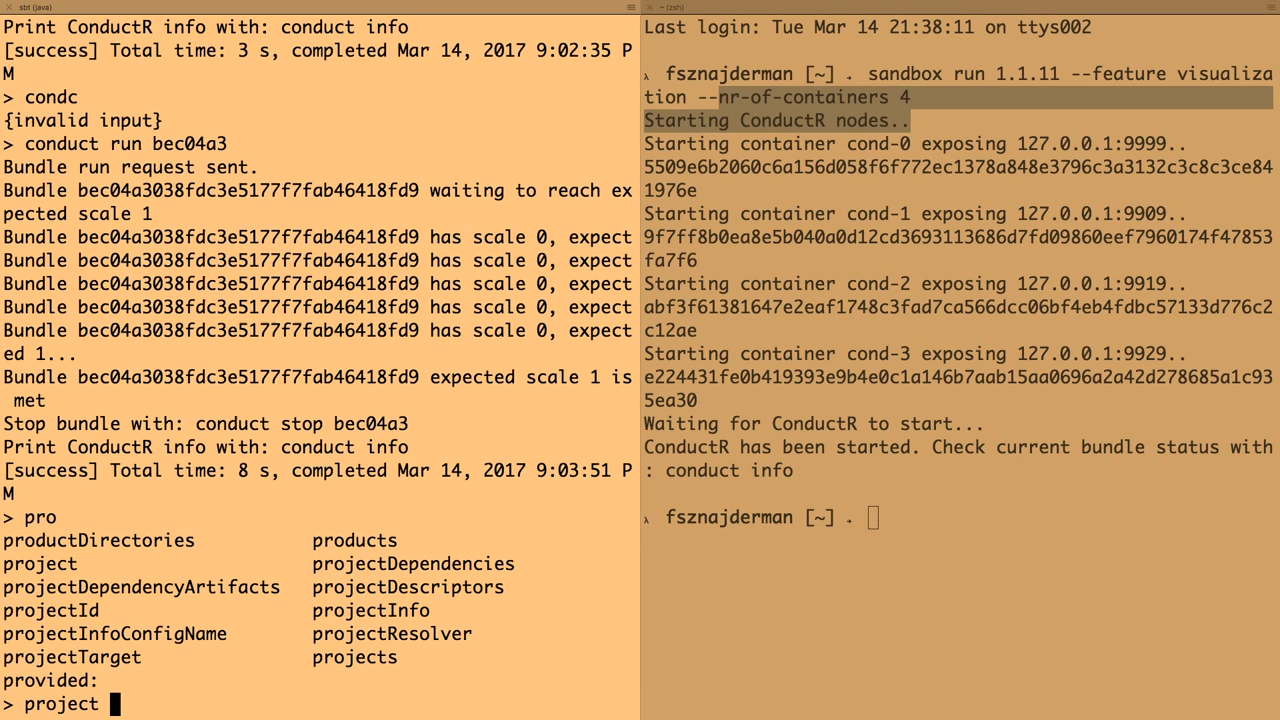 sbt (java)
Print ConductR info with: conduct info
[success] Total time: 3 s, completed Mar 14, 2017 9:02:35 P
M
> condc
{invalid input}
> conduct run bec04a3
Bundle run request sent.
Bundle bec04a3038fdc3e5177f7fab46418fd9 waiting to reach ex
pected scale 1
Bundle bec04a3038fdc3e5177f7fab46418fd9 has scale 0, expect
Bundle bec04a3038fdc3e5177f7fab46418fd9 has scale 0, expect
Bundle bec04a3038fdc3e5177f7fab46418fd9 has scale 0, expect
Bundle bec04a3038fdc3e5177f7fab46418fd9 has scale 0, expect
Bundle bec04a3038fdc3e5177f7fab46418fd9 has scale 0, expect
ed 1...
Bundle bec04a3038fdc3e5177f7fab46418fd9 expected scale 1 is
 met
Stop bundle with: conduct stop bec04a3
Print ConductR info with: conduct info
[success] Total time: 8 s, completed Mar 14, 2017 9:03:51 P
M
> pro
productDirectories products
project projectDependencies
projectDependencyArtifacts projectDescriptors
projectId projectInfo
projectInfoConfigName projectResolver
projectTarget projects
provided:
> project
~ (zsh)
Last login: Tue Mar 14 21:38:11 on ttys002
λ fsznajderman [~] → sandbox run 1.1.11 --feature visualiza
tion --nr-of-containers 4
Starting ConductR nodes..
Starting container cond-0 exposing 127.0.0.1:9999..
5509e6b2060c6a156d058f6f772ec1378a848e3796c3a3132c3c8c3ce84
1976e
Starting container cond-1 exposing 127.0.0.1:9909..
9f7ff8b0ea8e5b040a0d12cd3693113686d7fd09860eef7960174f47853
fa7f6
Starting container cond-2 exposing 127.0.0.1:9919..
abf3f61381647e2eaf1748c3fad7ca566dcc06bf4eb4fdbc57133d776c2
c12ae
Starting container cond-3 exposing 127.0.0.1:9929..
e224431fe0b419393e9b4e0c1a146b7aab15aa0696a2a42d278685a1c93
5ea30
Waiting for ConductR to start...
ConductR has been started. Check current bundle status with
: conduct info
λ fsznajderman [~] →